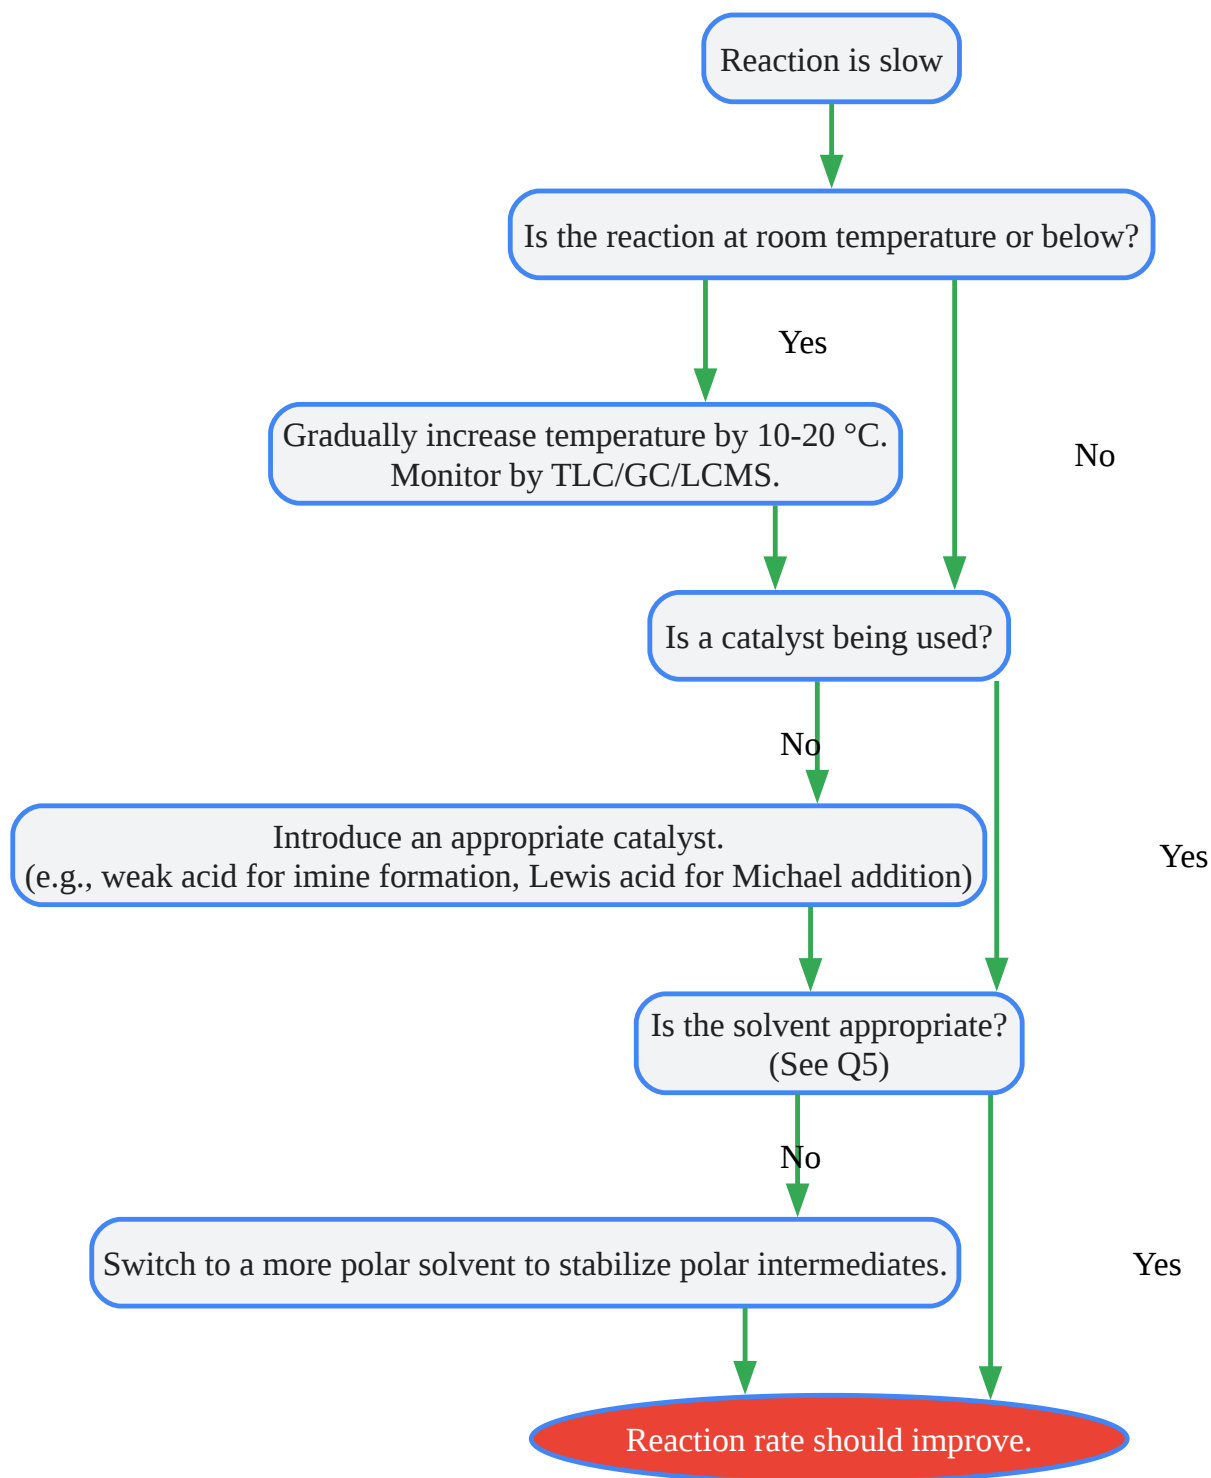 Reaction is slow
Is the reaction at room temperature or below?
Yes
Gradually increase temperature by 10-20 °C.
Monitor by TLC/GC/LCMS.
No
Is a catalyst being used?
No
Introduce an appropriate catalyst.
(e.g., weak acid for imine formation, Lewis acid for Michael addition)
Yes
Is the solvent appropriate?
(See Q5)
No
Switch to a more polar solvent to stabilize polar intermediates.
Yes
Reaction rate should improve.